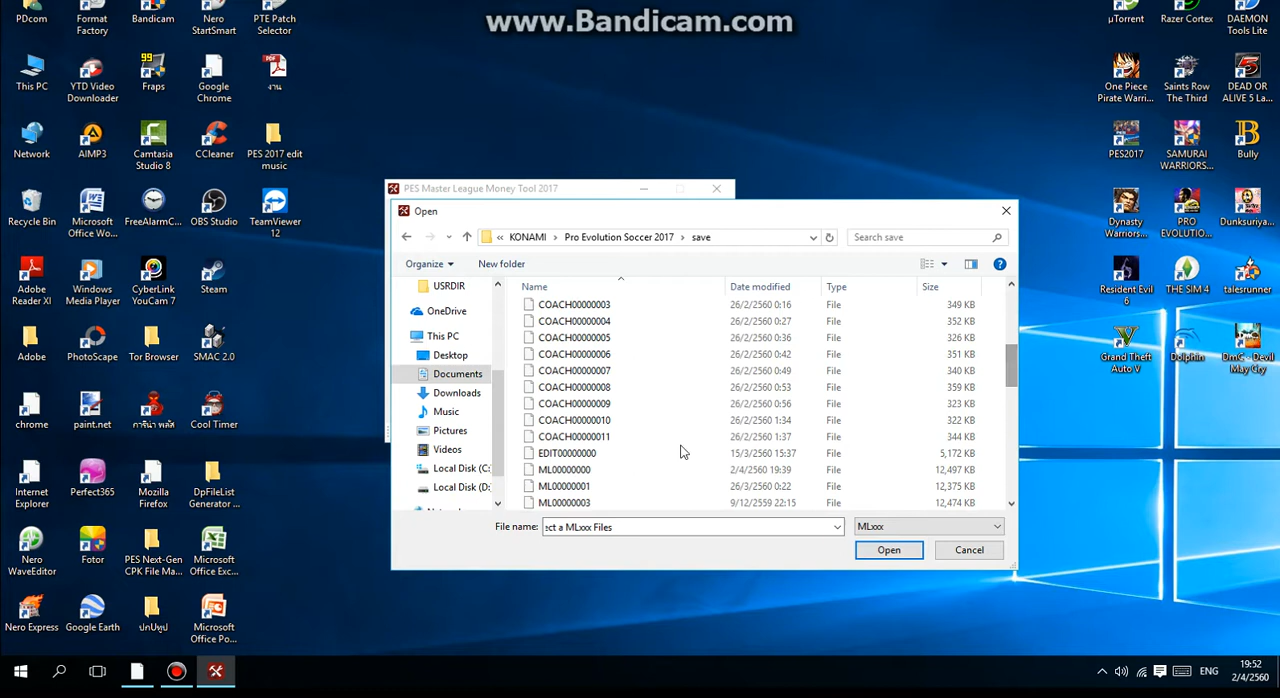 www.Bandicam.com
PDcom
Format
Factory
Bandicam
Nero
StartSmart
PTE Patch
Selector
This PC
YTD Video
Downloader
99
Fraps
Google
Chrome
งาน
Network
AIMP3
Camtasia
Studio 8
CCleaner
PES 2017 edit
music
Recycle Bin
Microsoft
Office Wo...
FreeAlarmC...
OBS Studio
TeamViewer
12
Adobe
Reader XI
Windows
Media Player
CyberLink
YouCam 7
Steam
Adobe
PhotoScape
Tor Browser
SMAC 2.0
chrome
paint.net
การีน่า พลัส
Cool Timer
Internet
Explorer
Perfect365
Mozilla
Firefox
DpFileList
Generator ...
Nero
WaveEditor
Fotor
PES Next-Gen
CPK File Ma...
Microsoft
Office Exc...
Nero Express
Google Earth
Microsoft
Office Po...
µTorrent
Razer Cortex
DAEMON
Tools Lite
One Piece
Pirate Warri...
Saints Row
The Third
DEAD OR
ALIVE 5 La...
PES2017
SAMURAI
WARRIORS...
Bully
Dynasty
Warriors...
PRO
EVOLUTIO...
Dunksuriya...
Resident Evil
6
THE SIM 4
talesrunner
Grand Theft
Auto V
Dolphin
DmC - Devil
May Cry
PES Master League Money Tool 2017
Open
« KONAMI › Pro Evolution Soccer 2017 › save
Search save
Organize
New folder
USRDIR
OneDrive
This PC
Desktop
Documents
Downloads
Music
Pictures
Videos
Local Disk (C:
Local Disk (D:
Name Date modified Type Size
COACH00000003 26/2/2560 0:16 File 349 KB
COACH00000004 26/2/2560 0:27 File 352 KB
COACH00000005 26/2/2560 0:36 File 326 KB
COACH00000006 26/2/2560 0:42 File 351 KB
COACH00000007 26/2/2560 0:49 File 340 KB
COACH00000008 26/2/2560 0:53 File 359 KB
COACH00000009 26/2/2560 0:56 File 323 KB
COACH00000010 26/2/2560 1:34 File 322 KB
COACH00000011 26/2/2560 1:37 File 344 KB
EDIT00000000 15/3/2560 15:37 File 5,172 KB
ML00000000 2/4/2560 19:39 File 12,497 KB
ML00000001 26/3/2560 0:22 File 12,375 KB
ML00000003 9/12/2559 22:15 File 12,474 KB
File name: ect a MLxxx Files
MLxxx
Open
Cancel
ENG
19:52
2/4/2560